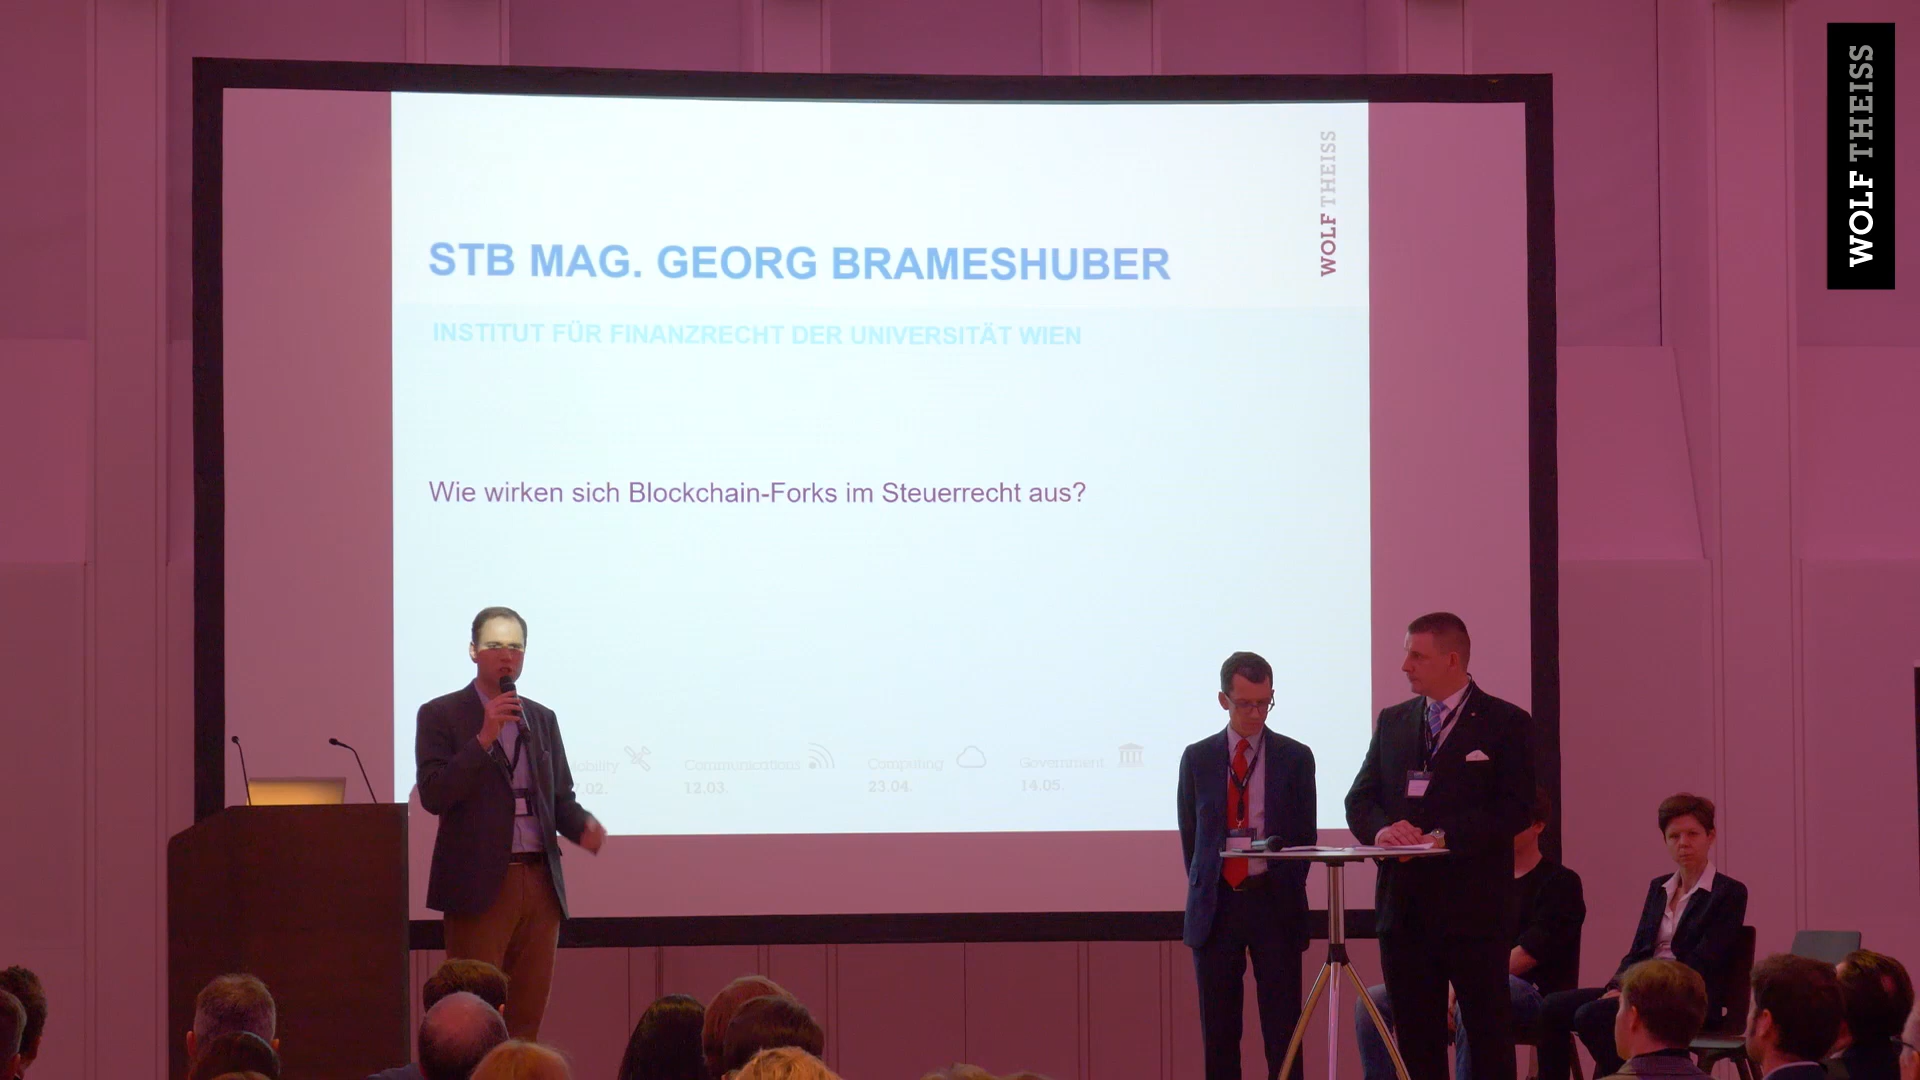 WOLF THEISS
WOLF THEISS
STB MAG. GEORG BRAMESHUBER
INSTITUT FÜR FINANZRECHT DER UNIVERSITÄT WIEN
Wie wirken sich Blockchain-Forks im Steuerrecht aus?
Communications
12.03.
Computing
23.04.
Government
14.05.